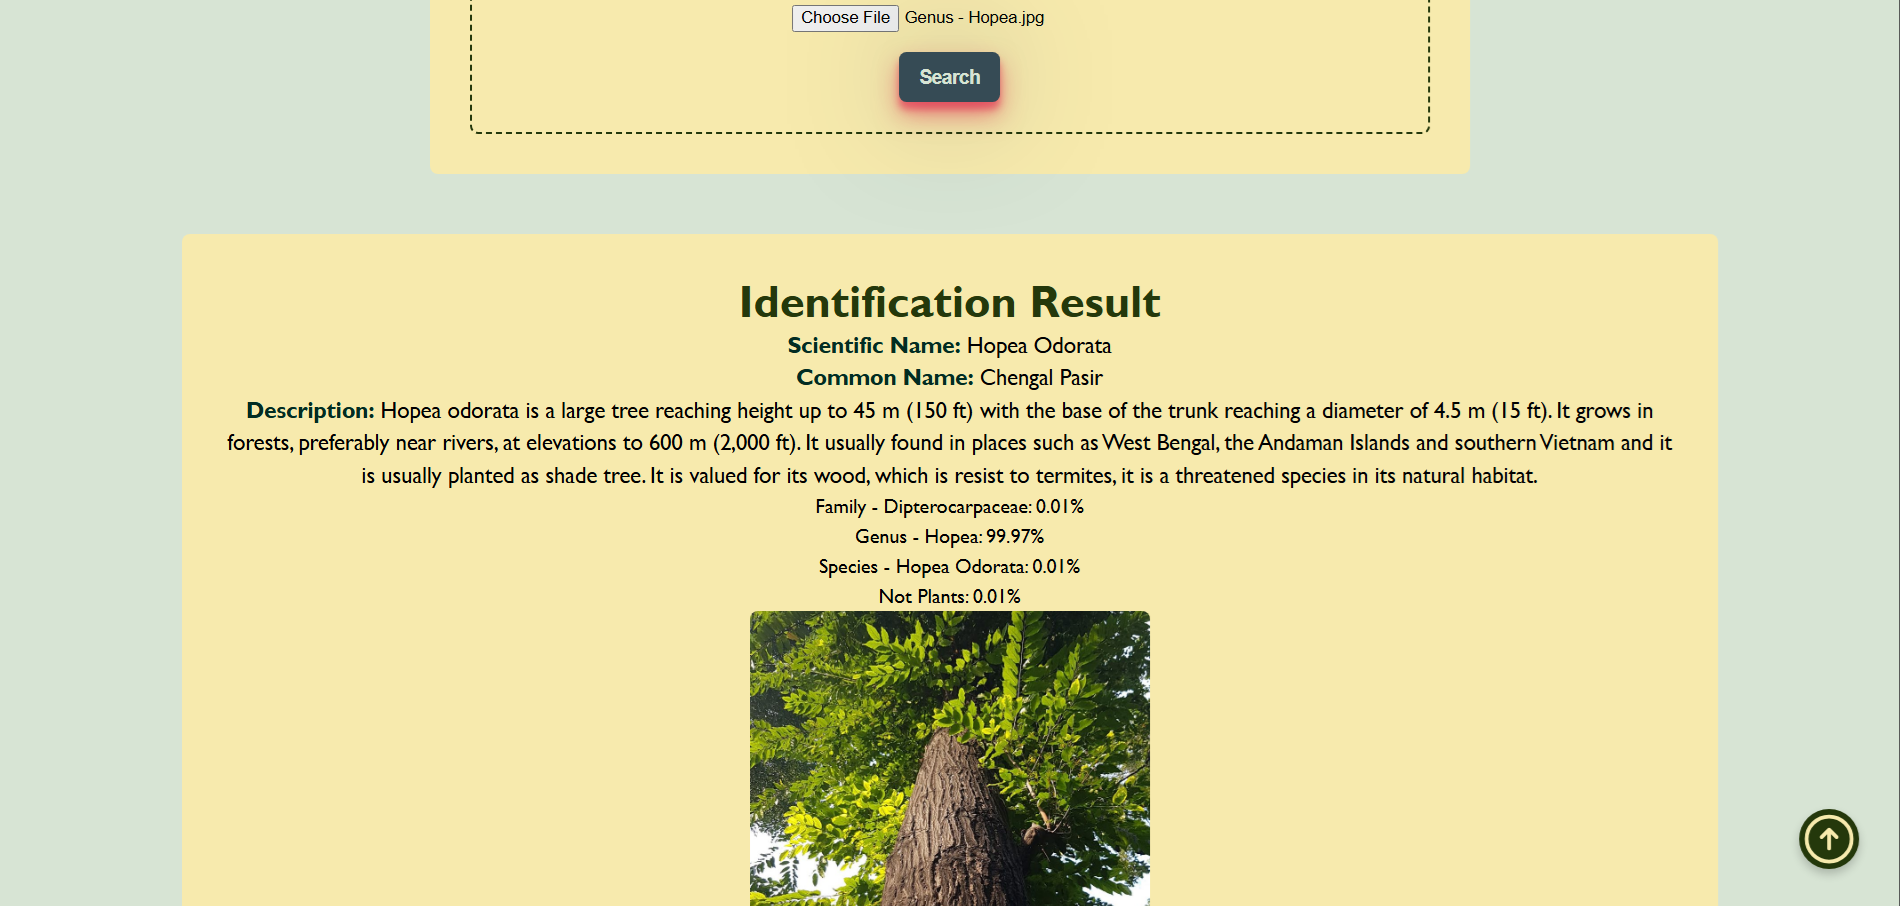 Choose File Genus - Hopea.jpg
Search
Identification Result
Scientific Name: Hopea Odorata
Common Name: Chengal Pasir
Description: Hopea odorata is a large tree reaching height up to 45 m (150 ft) with the base of the trunk reaching a diameter of 4.5 m (15 ft). It grows in
forests, preferably near rivers, at elevations to 600 m (2,000 ft). It usually found in places such as West Bengal, the Andaman Islands and southern Vietnam and it
is usually planted as shade tree. It is valued for its wood, which is resist to termites, it is a threatened species in its natural habitat.
Family - Dipterocarpaceae: 0.01%
Genus - Hopea: 99.97%
Species - Hopea Odorata: 0.01%
Not Plants: 0.01%